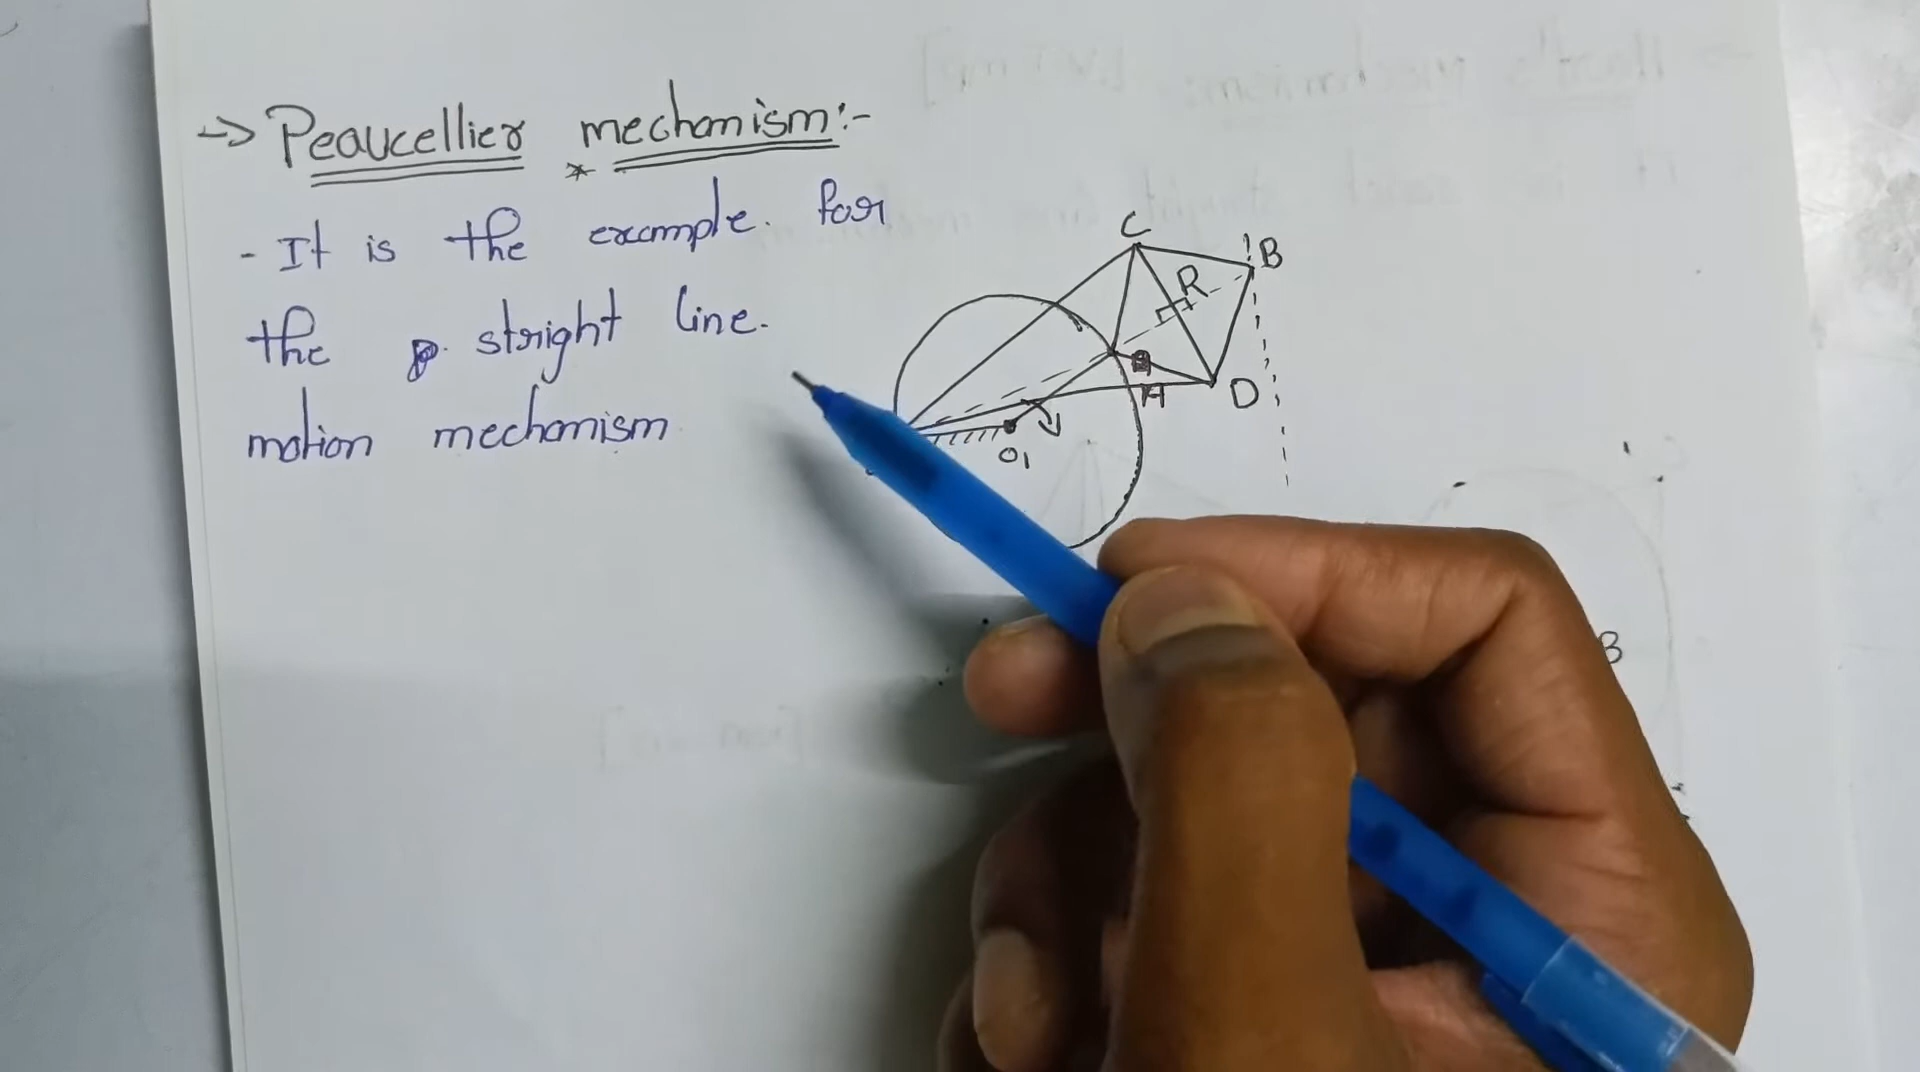 -> Peaucellier mechanism:-
- It is the example. for
the stright line.
motion mechanism
C
B
R
A
D
O1
B